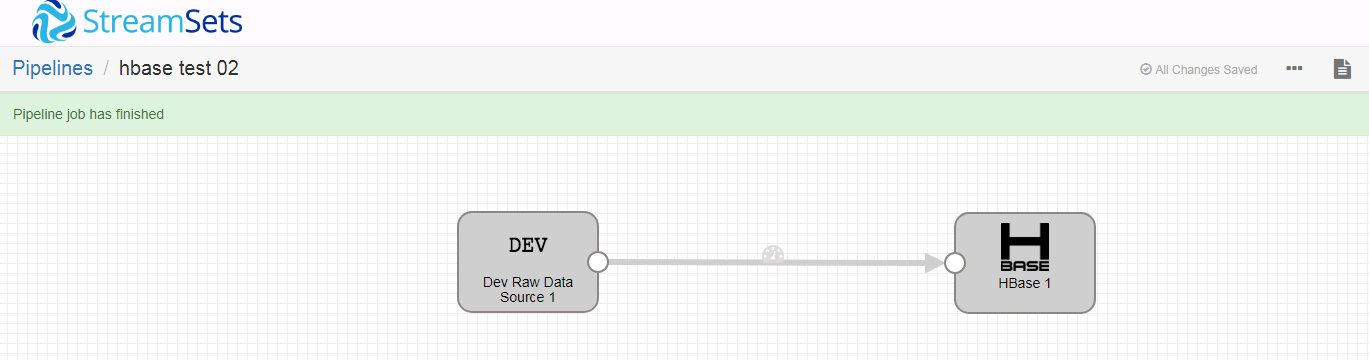 StreamSets
Pipelines / hbase test 02
All Changes Saved
Pipeline job has finished
DEV
Dev Raw Data
Source 1
H
BASE
HBase 1